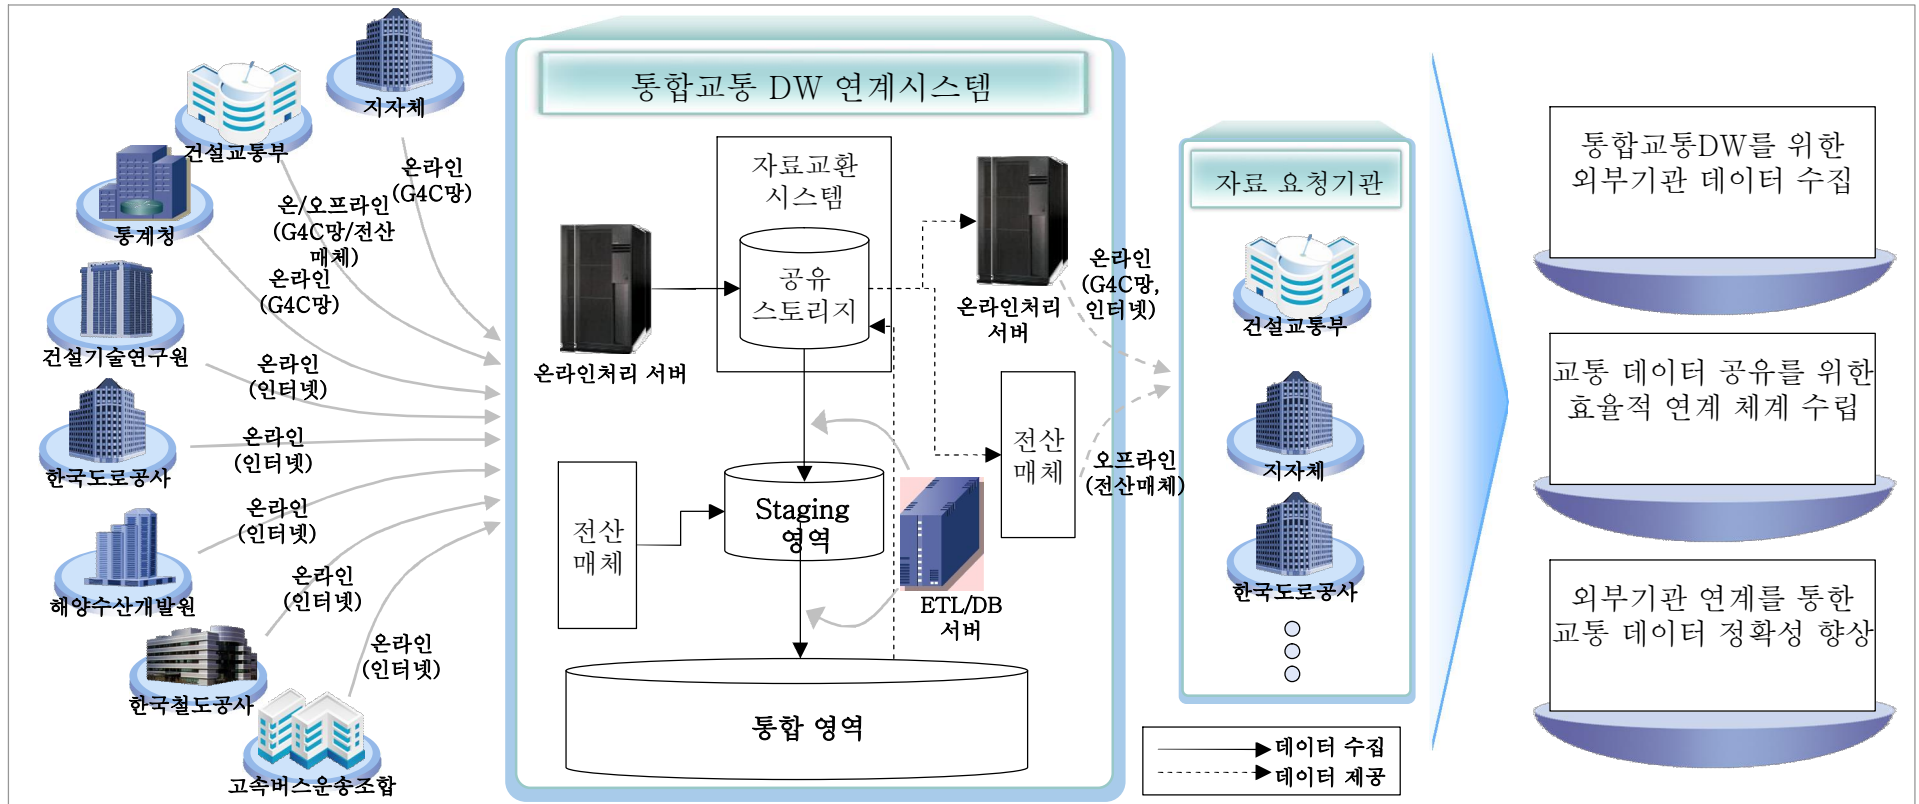 지자체
온라인
(G4C망)
건설교통부
온/오프라인
(G4C망/전산
매체)
통계청
온라인
(G4C망)
건설기술연구원
온라인
(인터넷)
한국도로공사
온라인
(인터넷)
해양수산개발원
온라인
(인터넷)
한국철도공사
온라인
(인터넷)
고속버스운송조합
온라인
(인터넷)
통합교통 DW 연계시스템
자료교환
시스템
공유
스토리지
온라인처리 서버
온라인처리
서버
전산
매체
Staging
영역
전산
매체
ETL/DB
서버
통합 영역
온라인
(G4C망,
인터넷)
오프라인
(전산매체)
자료 요청기관
건설교통부
지자체
한국도로공사
데이터 수집
데이터 제공
통합교통DW를 위한
외부기관 데이터 수집
교통 데이터 공유를 위한
효율적 연계 체계 수립
외부기관 연계를 통한
교통 데이터 정확성 향상